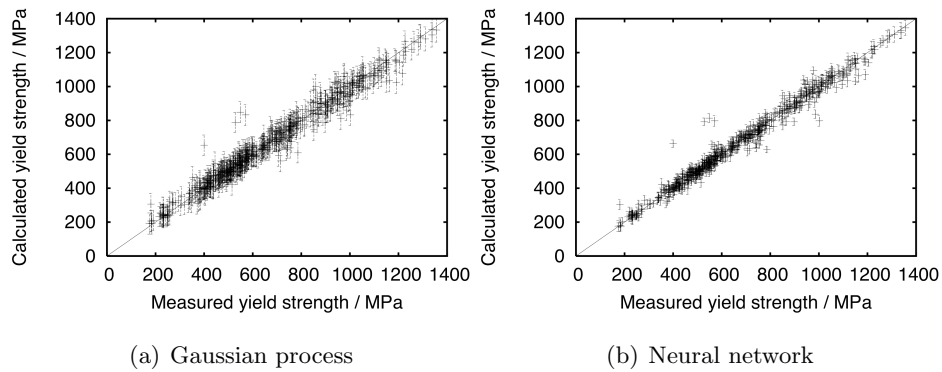 1400
1200
1000
800
600
400
200
0
Calculated yield strength / MPa
0 200 400 600 800 1000 1200 1400
Measured yield strength / MPa
(a) Gaussian process
1400
1200
1000
800
600
400
200
0
Calculated yield strength / MPa
0 200 400 600 800 1000 1200 1400
Measured yield strength / MPa
(b) Neural network